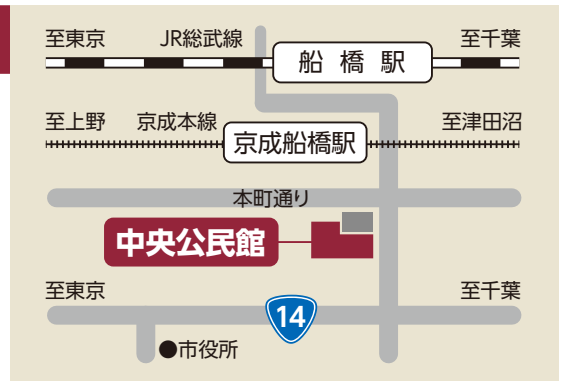 至東京 JR総武線 至千葉
船橋駅
至上野 京成本線 至津田沼
京成船橋駅
本町通り
中央公民館
至東京 至千葉
14
●市役所